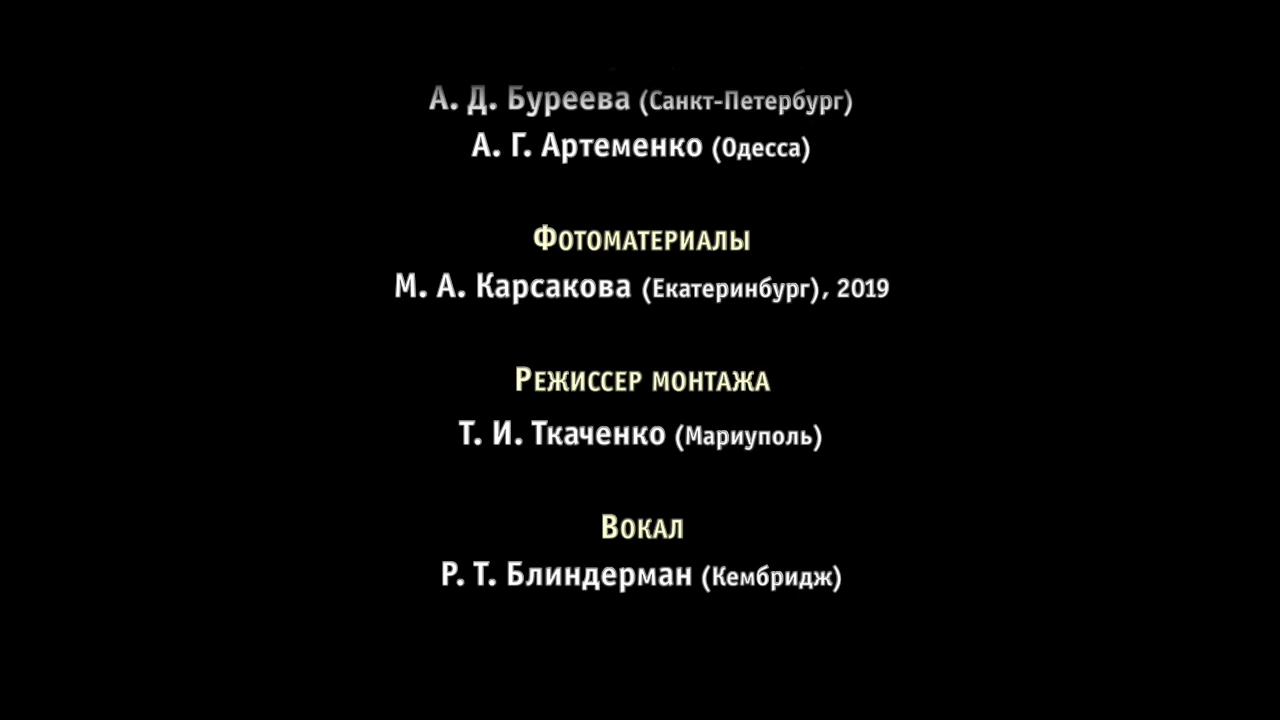 А. Д. Буреева (Санкт-Петербург)
А. Г. Артеменко (Одесса)
Фотоматериалы
М. А. Карсакова (Екатеринбург), 2019
Режиссер монтажа
Т. И. Ткаченко (Мариуполь)
Вокал
Р. Т. Блиндерман (Кембридж)